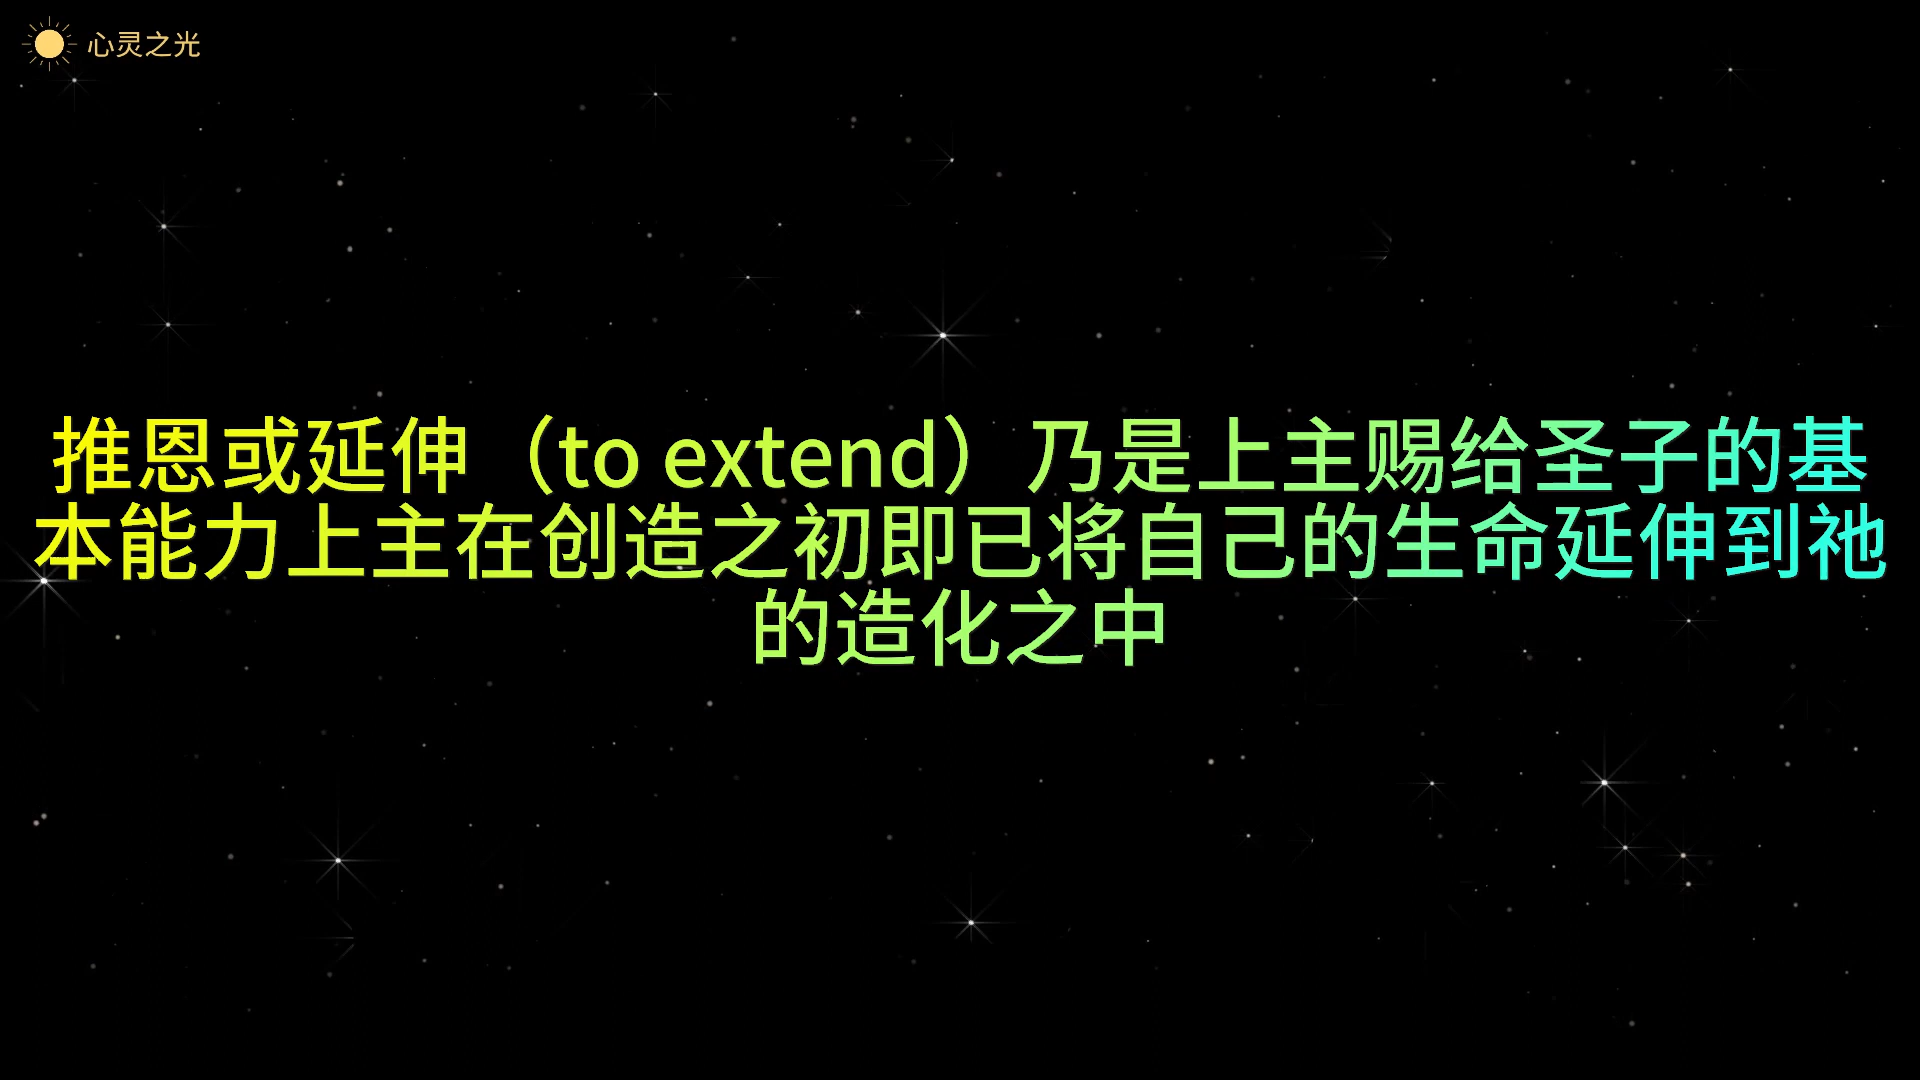 心灵之光
推恩或延伸（to extend）乃是上主赐给圣子的基
本能力上主在创造之初即已将自己的生命延伸到祂
的造化之中